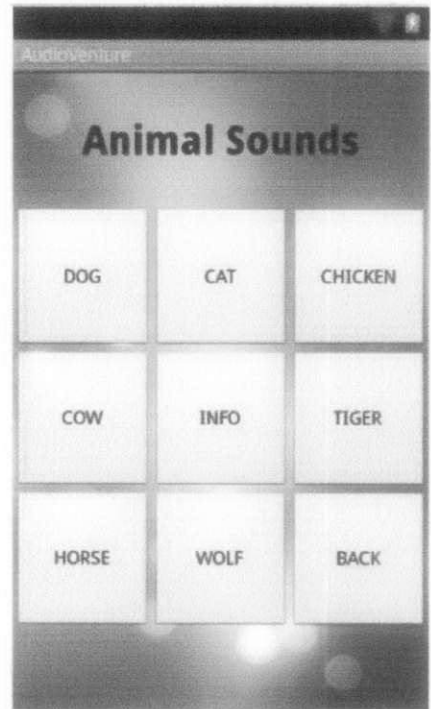 AudioVenture
Animal Sounds
DOG CAT CHICKEN
COW INFO TIGER
HORSE WOLF BACK